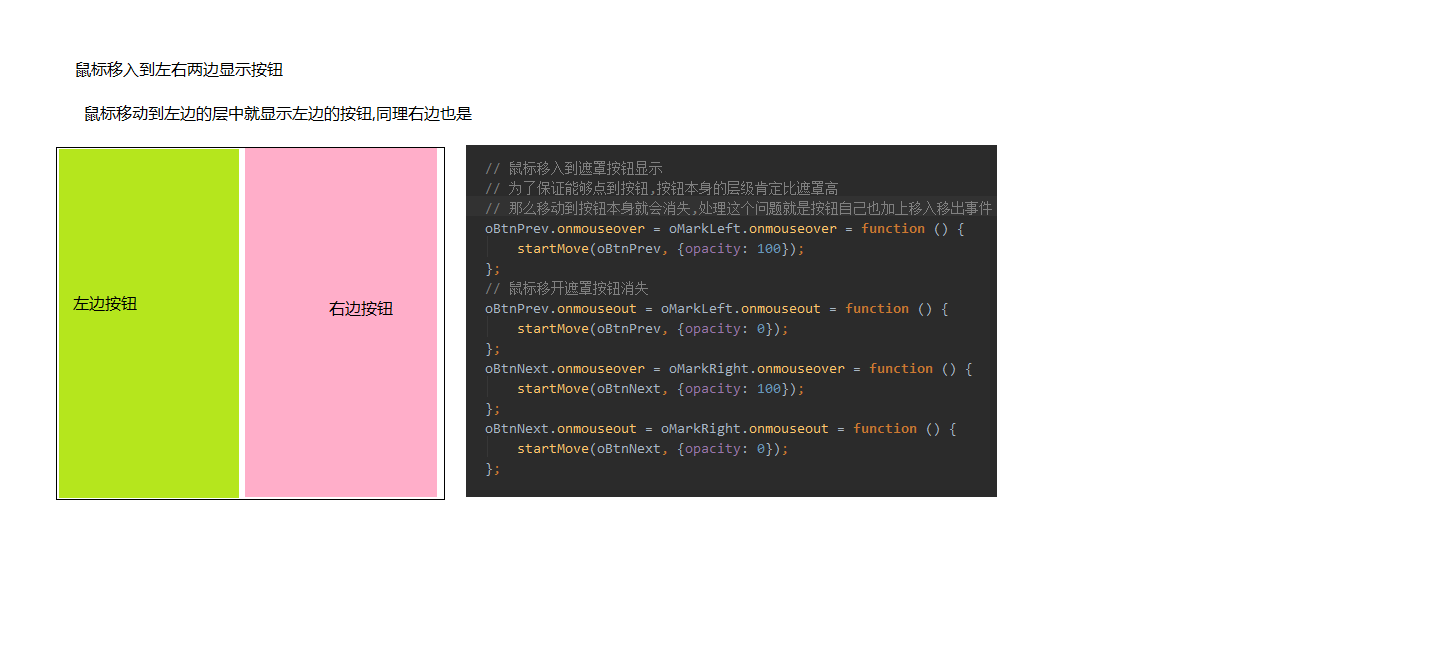 鼠标移入到左右两边显示按钮
鼠标移动到左边的层中就显示左边的按钮,同理右边也是
左边按钮
右边按钮
// 鼠标移入到遮罩按钮显示
// 为了保证能够点到按钮,按钮本身的层级肯定比遮罩高
// 那么移动到按钮本身就会消失,处理这个问题就是按钮自己也加上移入移出事件
oBtnPrev.onmouseover = oMarkLeft.onmouseover = function () {
    startMove(oBtnPrev, {opacity: 100});
};
// 鼠标移开遮罩按钮消失
oBtnPrev.onmouseout = oMarkLeft.onmouseout = function () {
    startMove(oBtnPrev, {opacity: 0});
};
oBtnNext.onmouseover = oMarkRight.onmouseover = function () {
    startMove(oBtnNext, {opacity: 100});
};
oBtnNext.onmouseout = oMarkRight.onmouseout = function () {
    startMove(oBtnNext, {opacity: 0});
};